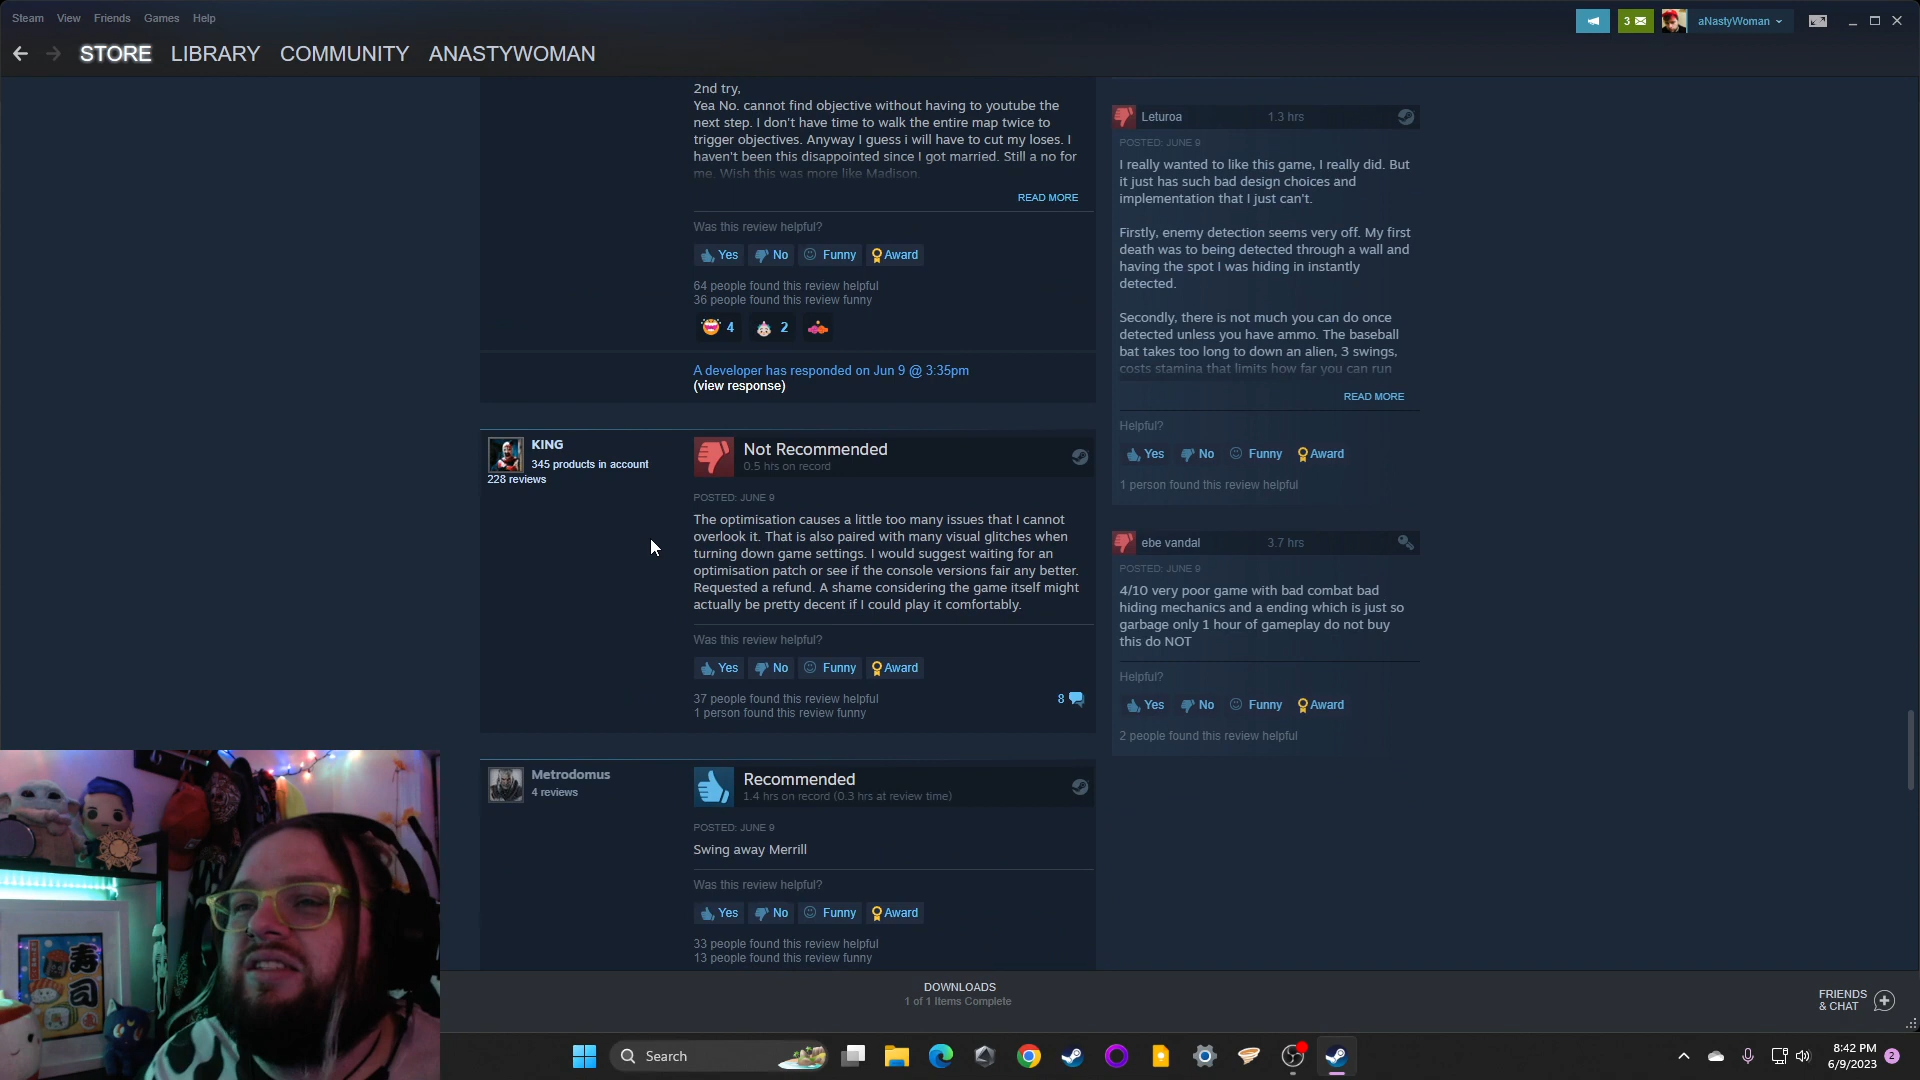 Steam View Friends Games Help
3 aNastyWoman
STORE LIBRARY COMMUNITY ANASTYWOMAN
2nd try,
Yea No. cannot find objective without having to youtube the
next step. I don't have time to walk the entire map twice to
trigger objectives. Anyway I guess i will have to cut my loses. I
haven't been this disappointed since I got married. Still a no for
me. Wish this was more like Madison.
READ MORE
Was this review helpful?
Yes No Funny Award
64 people found this review helpful
36 people found this review funny
4 2
A developer has responded on Jun 9 @ 3:35pm
(view response)
KING
345 products in account
228 reviews
Not Recommended
0.5 hrs on record
POSTED: JUNE 9
The optimisation causes a little too many issues that I cannot
overlook it. That is also paired with many visual glitches when
turning down game settings. I would suggest waiting for an
optimisation patch or see if the console versions fair any better.
Requested a refund. A shame considering the game itself might
actually be pretty decent if I could play it comfortably.
Was this review helpful?
Yes No Funny Award
37 people found this review helpful
1 person found this review funny
8
Metrodomus
4 reviews
Recommended
1.4 hrs on record (0.3 hrs at review time)
POSTED: JUNE 9
Swing away Merrill
Was this review helpful?
Yes No Funny Award
33 people found this review helpful
13 people found this review funny
Leturoa 1.3 hrs
POSTED: JUNE 9
I really wanted to like this game, I really did. But
it just has such bad design choices and
implementation that I just can't.
Firstly, enemy detection seems very off. My first
death was to being detected through a wall and
having the spot I was hiding in instantly
detected.
Secondly, there is not much you can do once
detected unless you have ammo. The baseball
bat takes too long to down an alien, 3 swings,
costs stamina that limits how far you can run
READ MORE
Helpful?
Yes No Funny Award
1 person found this review helpful
ebe vandal 3.7 hrs
POSTED: JUNE 9
4/10 very poor game with bad combat bad
hiding mechanics and a ending which is just so
garbage only 1 hour of gameplay do not buy
this do NOT
Helpful?
Yes No Funny Award
2 people found this review helpful
寿
司
DOWNLOADS
1 of 1 Items Complete
FRIENDS
& CHAT
Search
8:42 PM
6/9/2023
2